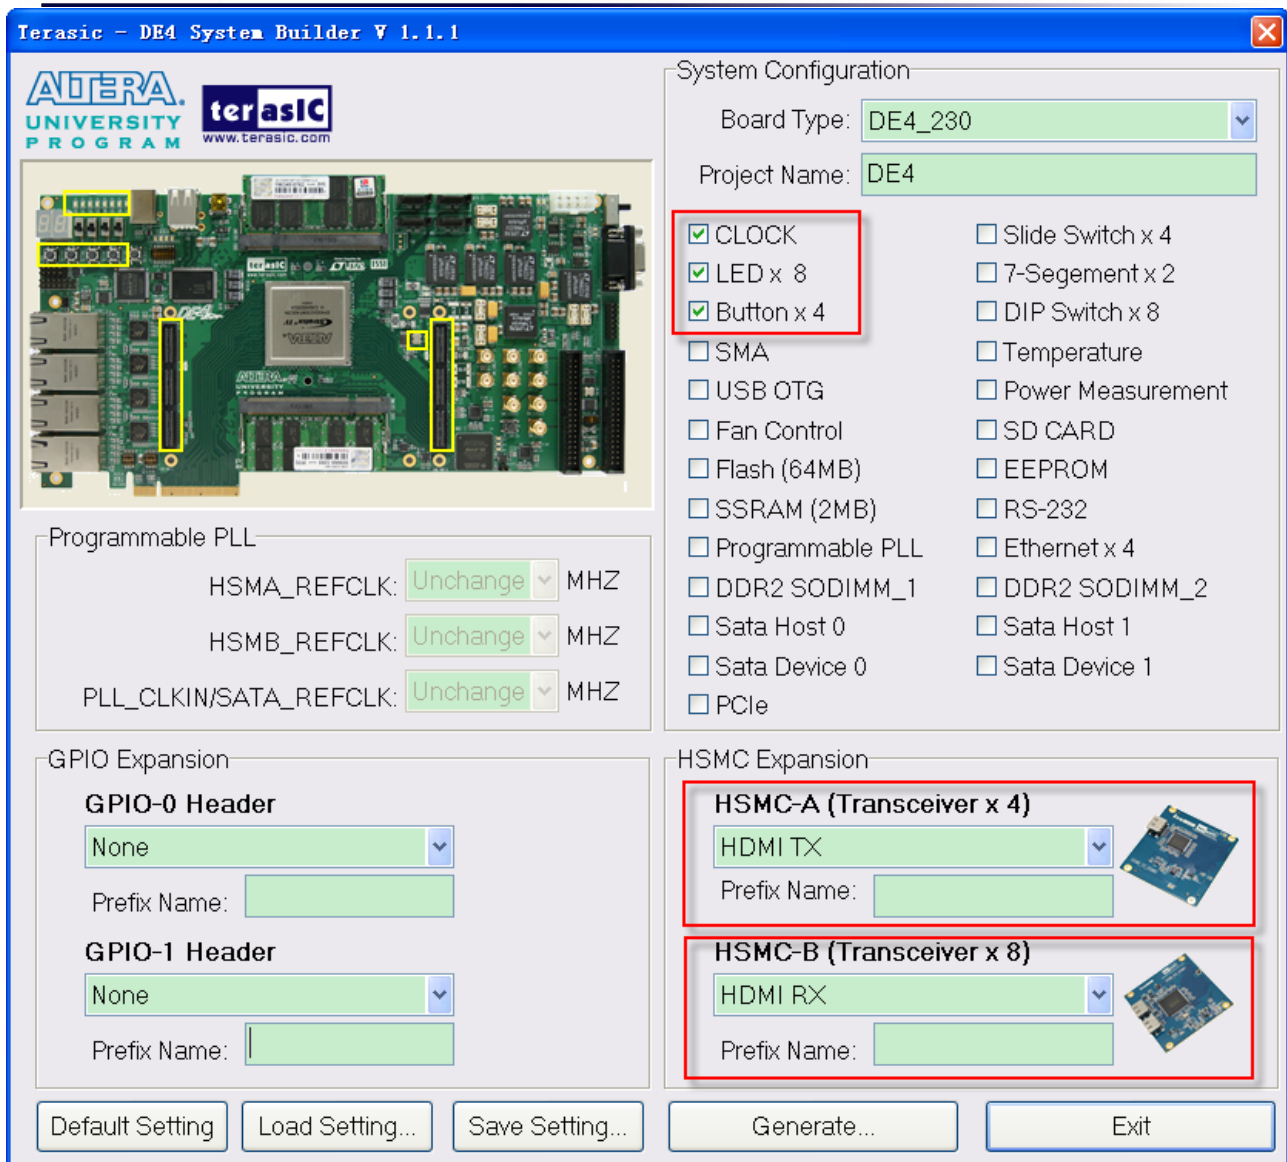 Terasic - DE4 System Builder V 1.1.1
ALTERA.
UNIVERSITY
PROGRAM
terasIC
www.terasic.com
System Configuration
Board Type: DE4_230
Project Name: DE4
CLOCK
Slide Switch x 4
LED x 8
7-Segement x 2
Button x 4
DIP Switch x 8
SMA
Temperature
USB OTG
Power Measurement
Fan Control
SD CARD
Flash (64MB)
EEPROM
SSRAM (2MB)
RS-232
Programmable PLL
Ethernet x 4
DDR2 SODIMM_1
DDR2 SODIMM_2
Sata Host 0
Sata Host 1
Sata Device 0
Sata Device 1
PCIe
Programmable PLL
HSMA_REFCLK: Unchange MHZ
HSMB_REFCLK: Unchange MHZ
PLL_CLKIN/SATA_REFCLK: Unchange MHZ
GPIO Expansion
GPIO-0 Header
None
Prefix Name:
GPIO-1 Header
None
Prefix Name:
HSMC Expansion
HSMC-A (Transceiver x 4)
HDMI TX
Prefix Name:
HSMC-B (Transceiver x 8)
HDMI RX
Prefix Name:
Default Setting
Load Setting...
Save Setting...
Generate...
Exit